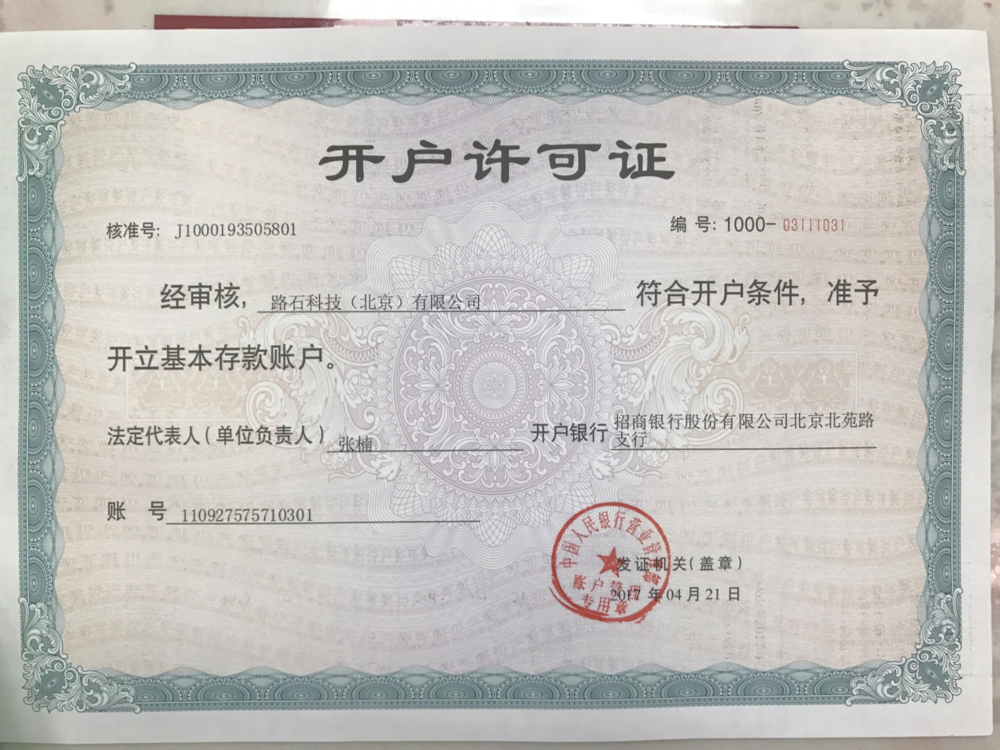 开户许可证
核准号: J1000193505801
编 号: 1000- 03111031
经审核, 路石科技（北京）有限公司 符合开户条件, 准予
开立基本存款账户。
法定代表人(单位负责人) 张楠
开户银行 招商银行股份有限公司北京北苑路
支行
账 号 110927575710301
中国人民银行营业管理部
账户管理
专用章
发证机关(盖章)
2017 年 04 月 21 日